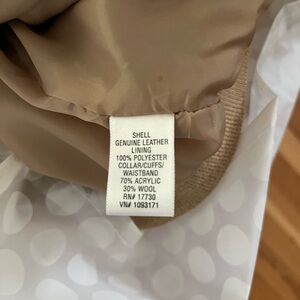 SHELL
GENUINE LEATHER
LINING
100% POLYESTER
COLLAR/CUFFS/
WAISTBAND
70% ACRYLIC
30% WOOL
RN# 17730
VN# 1093171